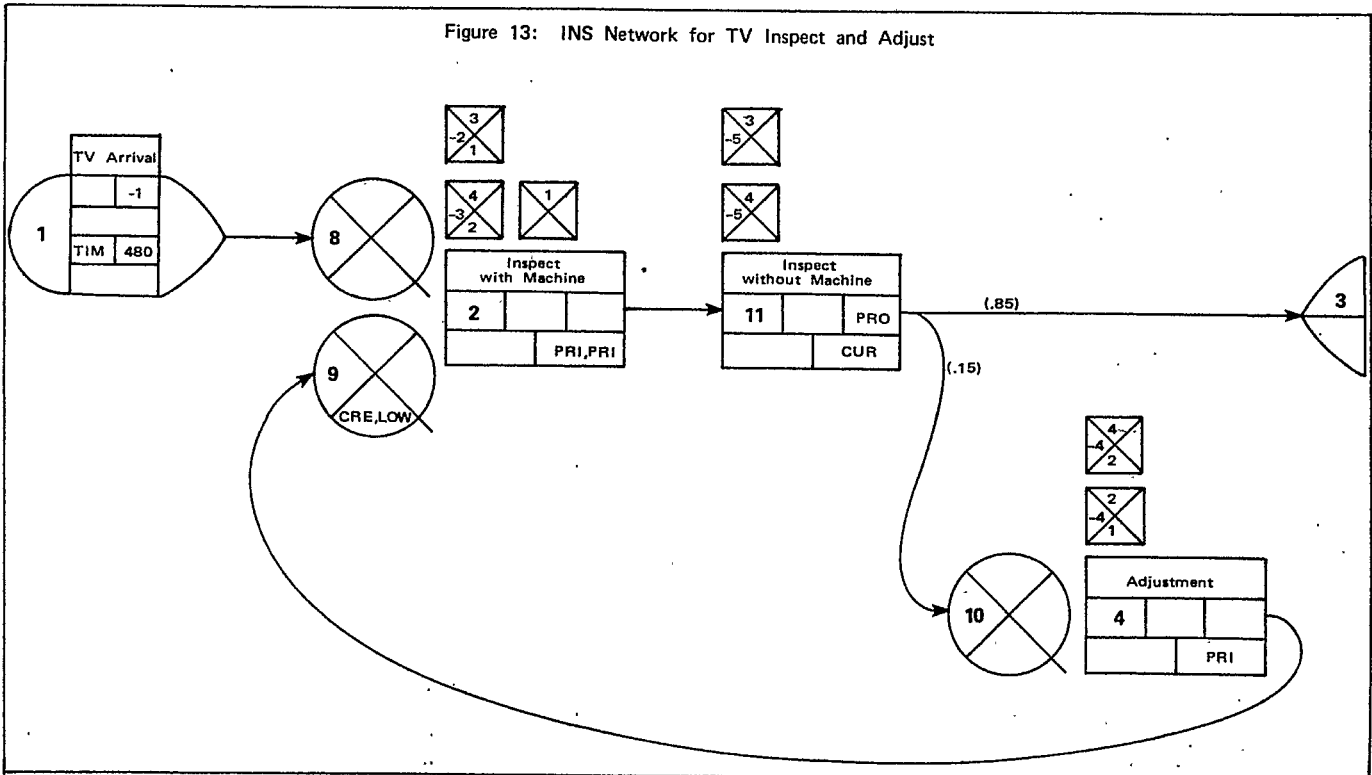 Figure 13: INS Network for TV Inspect and Adjust
TV Arrival
-1
1
TIM 480
8
3
-2
1
4
-3
2
1
Inspect
with Machine
2
PRI,PRI
9
CRE,LOW
3
-5
4
-5
Inspect
without Machine
11
PRO
CUR
(.85)
3
(.15)
4
-4
2
2
-4
1
10
Adjustment
4
PRI